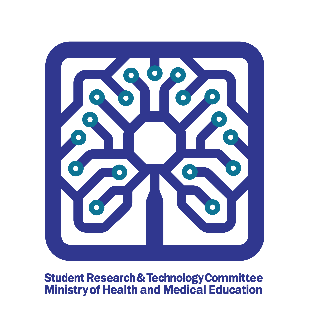 Student Research & Technology Committee
Ministry of Health and Medical Education